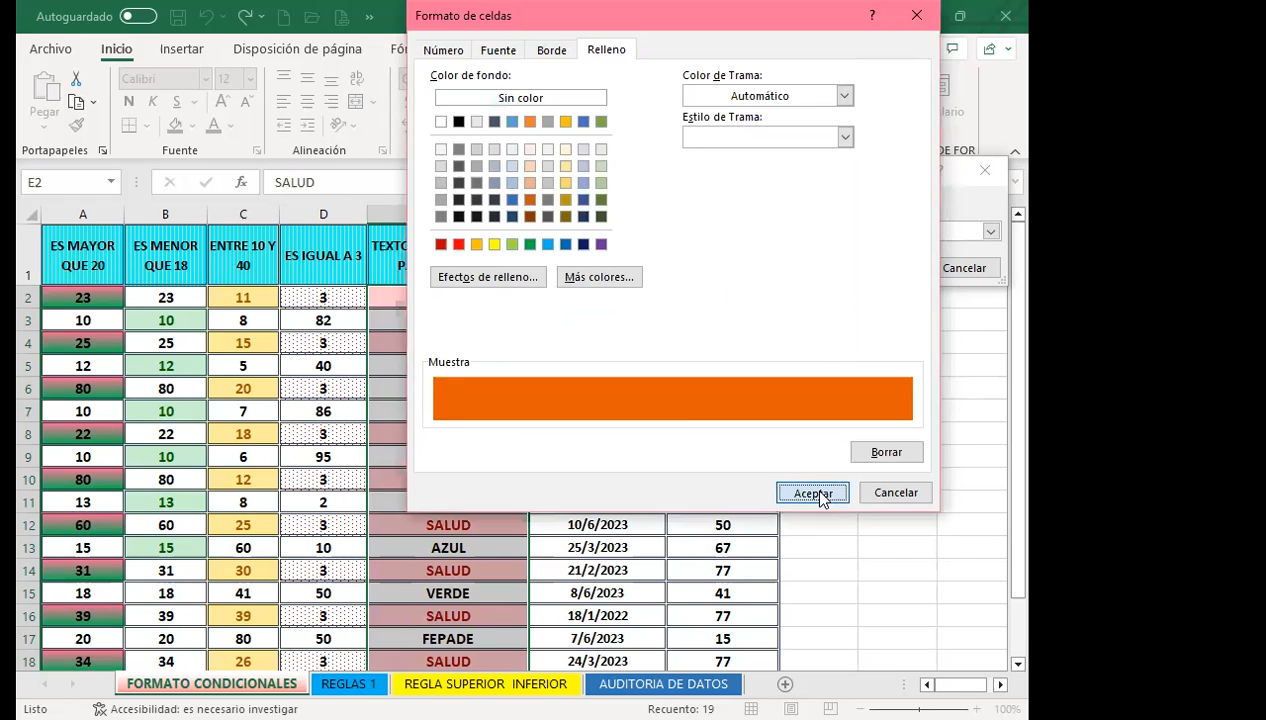 Autoguardado
Formato de celdas
?
Archivo Inicio Insertar Disposición de página
Número Fuente Borde Relleno
Color de fondo:
Color de Trama:
Sin color
Automático
Calibri 12
Estilo de Trama:
Pegar
N K S
Portapapeles Fuente Alineación
E2 SALUD
A B C D
ES MAYOR QUE 20 ES MENOR QUE 18 ENTRE 10 Y 40 ES IGUAL A 3
Efectos de relleno... Más colores...
Cancelar
1
2 23 23 11 3
3 10 10 8 82
4 25 25 15 3
5 12 12 5 40
Muestra
6 80 80 20 3
7 10 10 7 86
8 22 22 18 3
9 10 10 6 95
Borrar
10 80 80 12 3
11 13 13 8 2
Aceptar Cancelar
12 60 60 25 3 SALUD 10/6/2023 50
13 15 15 60 10 AZUL 25/3/2023 67
14 31 31 30 3 SALUD 21/2/2023 77
15 18 18 41 50 VERDE 8/6/2023 41
16 39 39 39 3 SALUD 18/1/2022 77
17 20 20 80 50 FEPADE 7/6/2023 15
18 34 34 26 3 SALUD 24/3/2023 77
FORMATO CONDICIONALES REGLAS 1 REGLA SUPERIOR INFERIOR AUDITORIA DE DATOS
Listo Accesibilidad: es necesario investigar Recuento: 19 100%